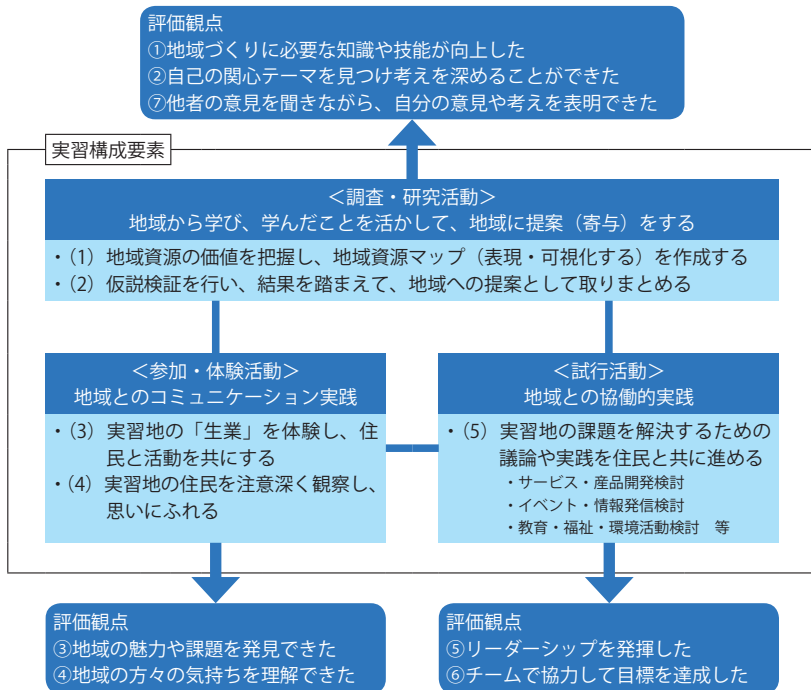 評価観点
①地域づくりに必要な知識や技能が向上した
②自己の関心テーマを見つけ考えを深めることができた
⑦他者の意見を聞きながら、自分の意見や考えを表明できた
実習構成要素
＜調査・研究活動＞
地域から学び、学んだことを活かして、地域に提案（寄与）をする
・（1）地域資源の価値を把握し、地域資源マップ（表現・可視化する）を作成する
・（2）仮説検証を行い、結果を踏まえて、地域への提案として取りまとめる
＜参加・体験活動＞
地域とのコミュニケーション実践
・（3）実習地の「生業」を体験し、住
民と活動を共にする
・（4）実習地の住民を注意深く観察し、
思いにふれる
＜試行活動＞
地域との協働的実践
・（5）実習地の課題を解決するための
議論や実践を住民と共に進める
・サービス・産品開発検討
・イベント・情報発信検討
・教育・福祉・環境活動検討　等
評価観点
③地域の魅力や課題を発見できた
④地域の方々の気持ちを理解できた
評価観点
⑤リーダーシップを発揮した
⑥チームで協力して目標を達成した